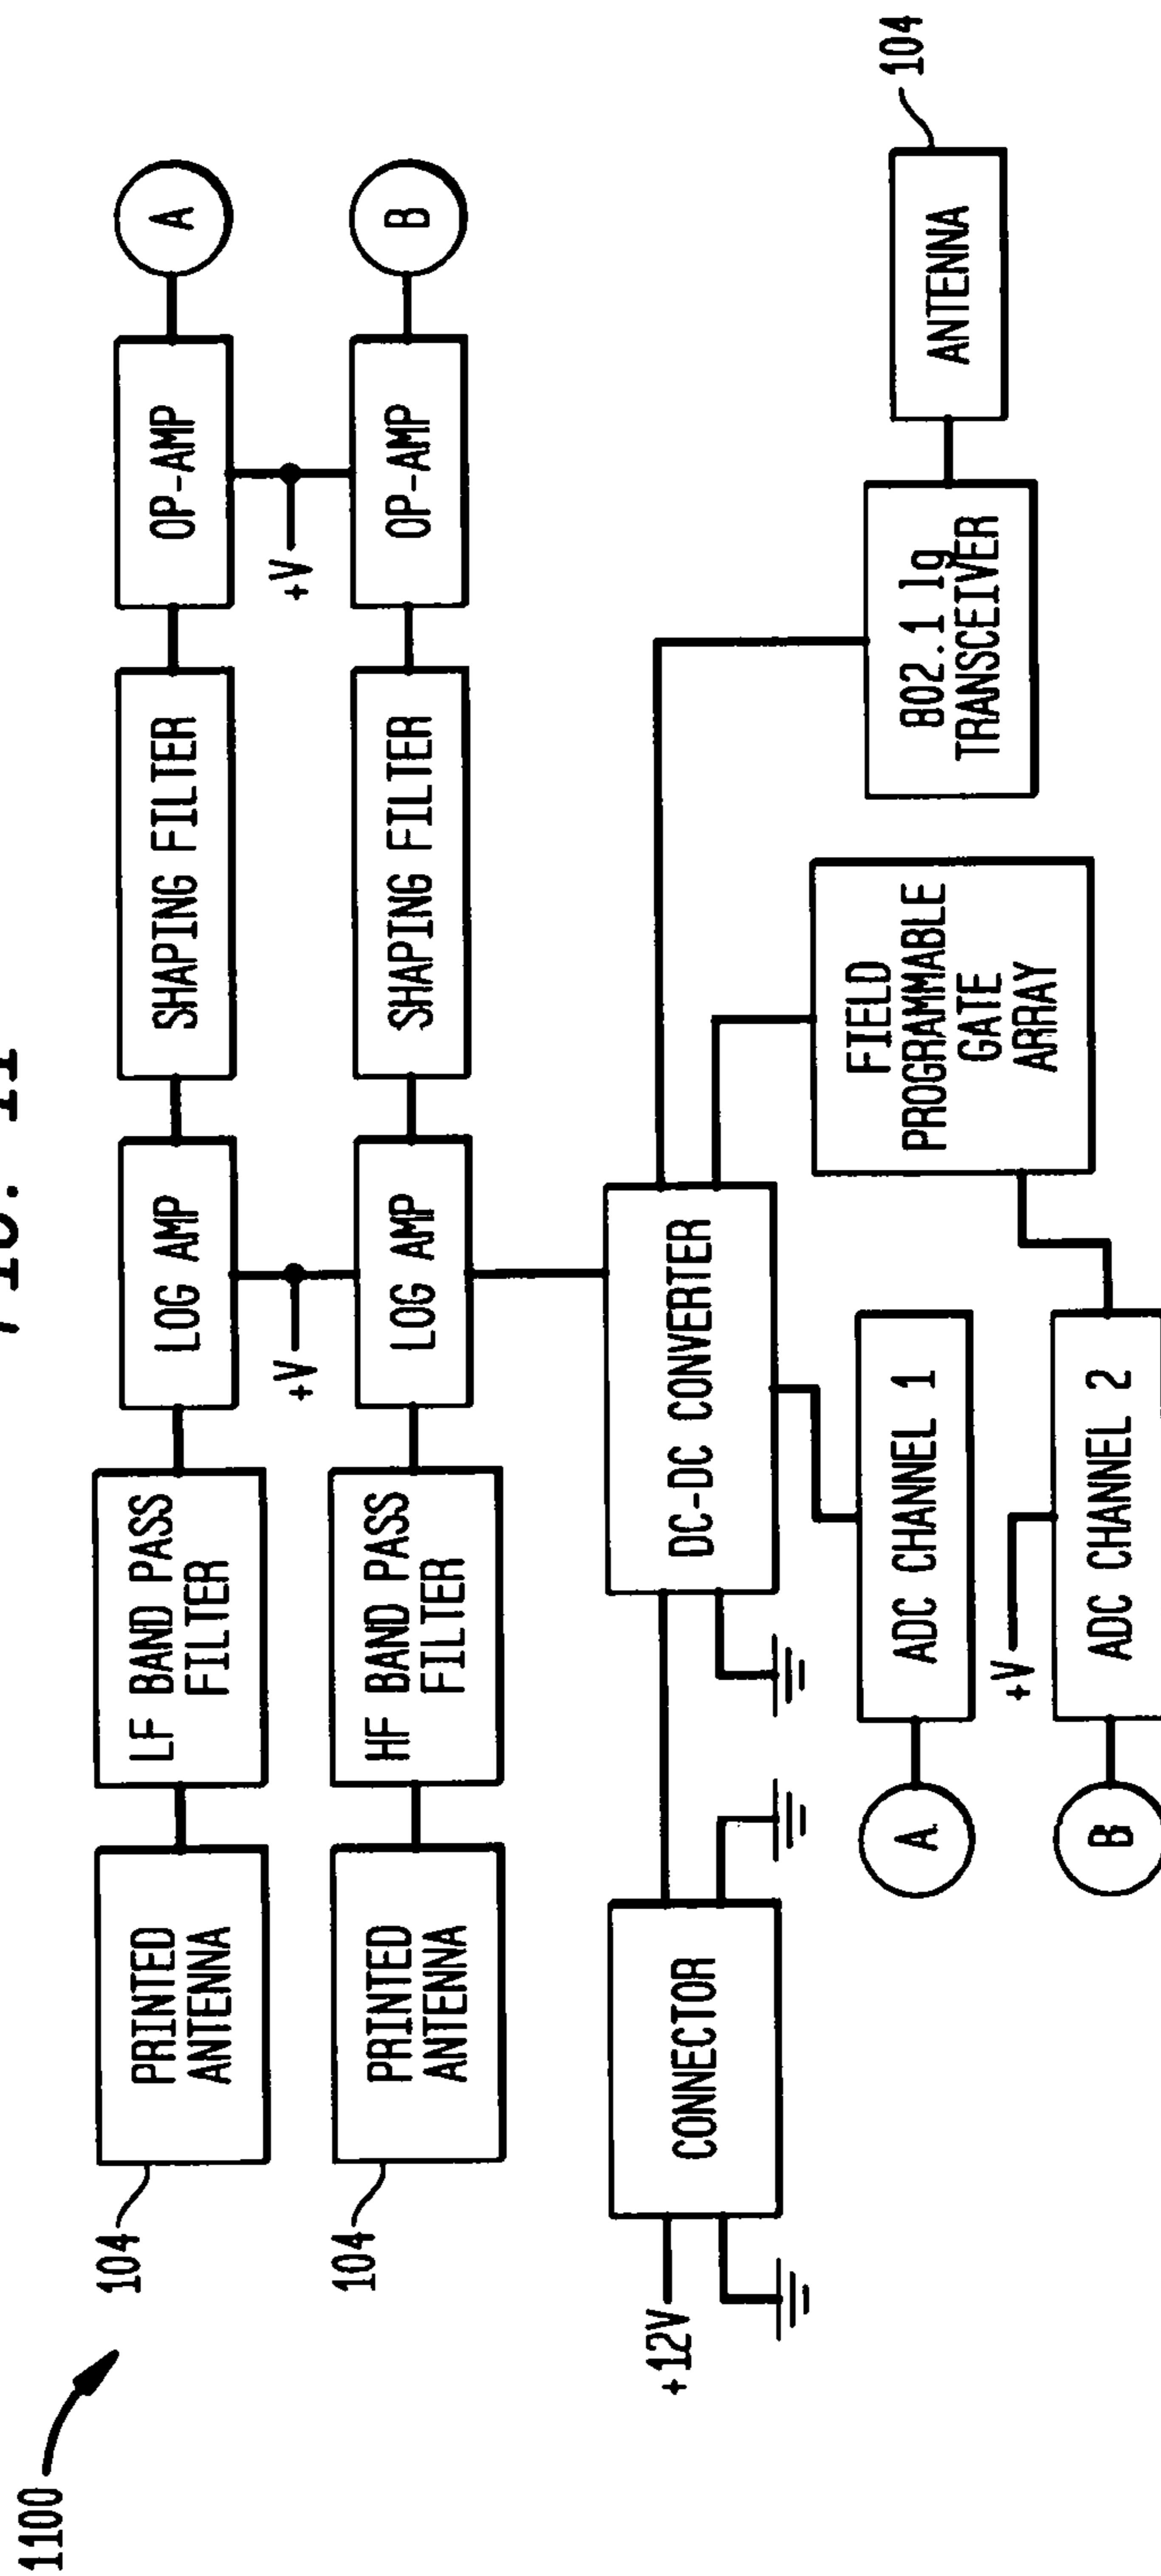 FIG. 11
1100
104
PRINTED
ANTENNA
LF BAND PASS
FILTER
LOG AMP
SHAPING FILTER
OP-AMP
A
+V
+V
104
PRINTED
ANTENNA
HF BAND PASS
FILTER
LOG AMP
SHAPING FILTER
OP-AMP
B
+12V
CONNECTOR
DC-DC CONVERTER
802.1 lg
TRANSCEIVER
ANTENNA
104
FIELD
PROGRAMMABLE
GATE
ARRAY
A
ADC CHANNEL 1
+V
B
ADC CHANNEL 2